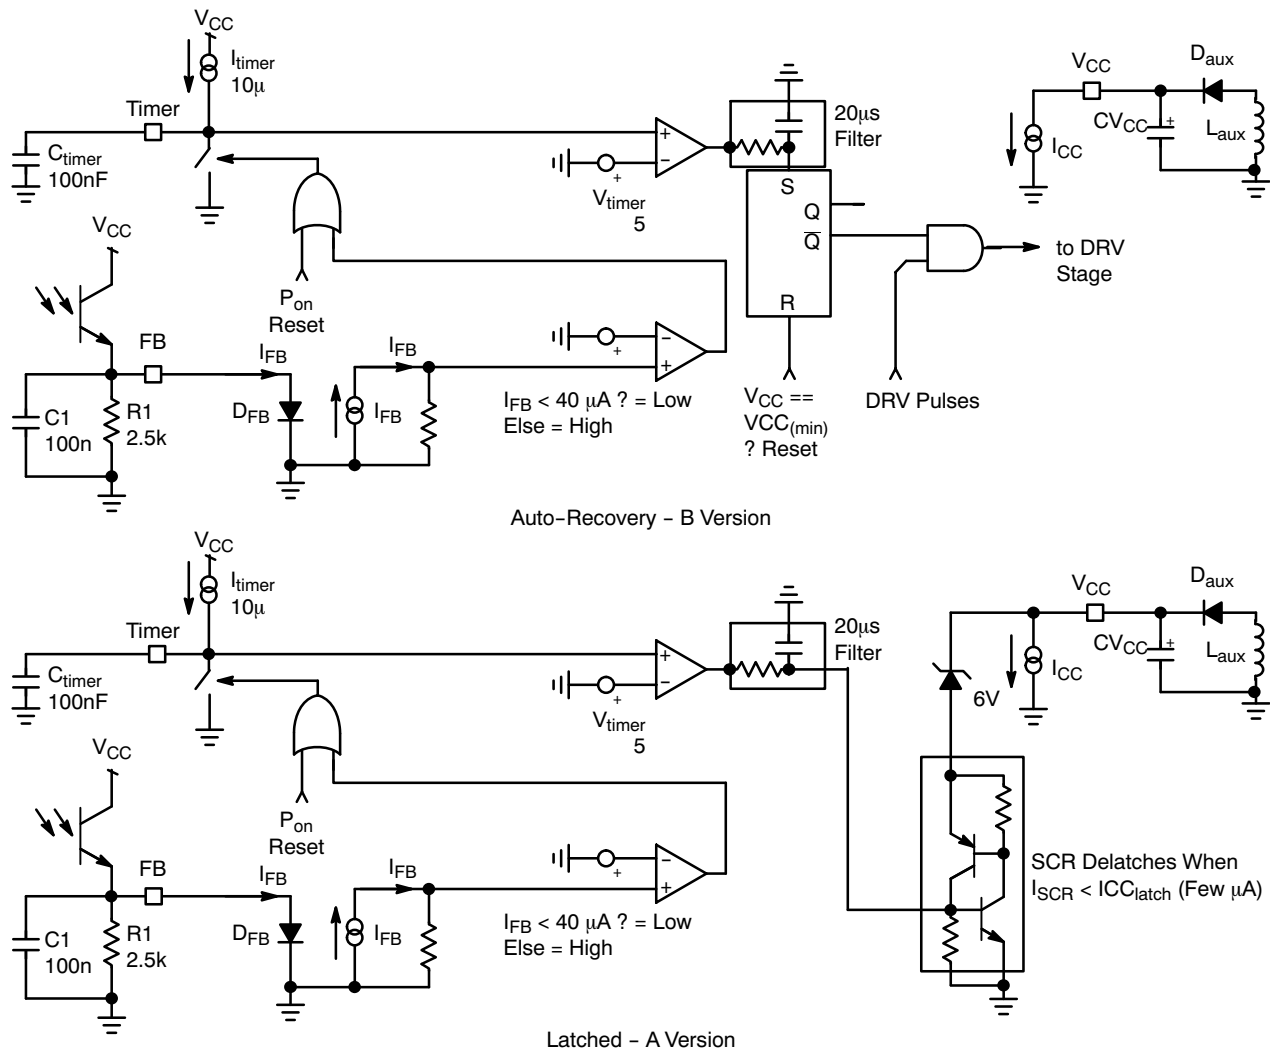 V_CC
I_timer
10μ
Timer
C_timer
100nF
V_timer
5
20μs
Filter
V_CC
D_aux
CV_CC
+
L_aux
I_CC
S
Q
Q̅
R
to DRV
Stage
V_CC
P_on
Reset
FB
I_FB
I_FB
D_FB
I_FB
C1
100n
R1
2.5k
I_FB < 40 μA ? = Low
Else = High
V_CC ==
VCC_(min)
? Reset
DRV Pulses
+
−
+
−
+
+
Auto−Recovery − B Version
V_CC
I_timer
10μ
Timer
C_timer
100nF
V_timer
5
20μs
Filter
V_CC
D_aux
CV_CC
+
L_aux
I_CC
6V
V_CC
P_on
Reset
FB
I_FB
I_FB
D_FB
I_FB
C1
100n
R1
2.5k
I_FB < 40 μA ? = Low
Else = High
SCR Delatches When
I_SCR < ICC_latch (Few μA)
+
−
+
−
+
+
Latched − A Version